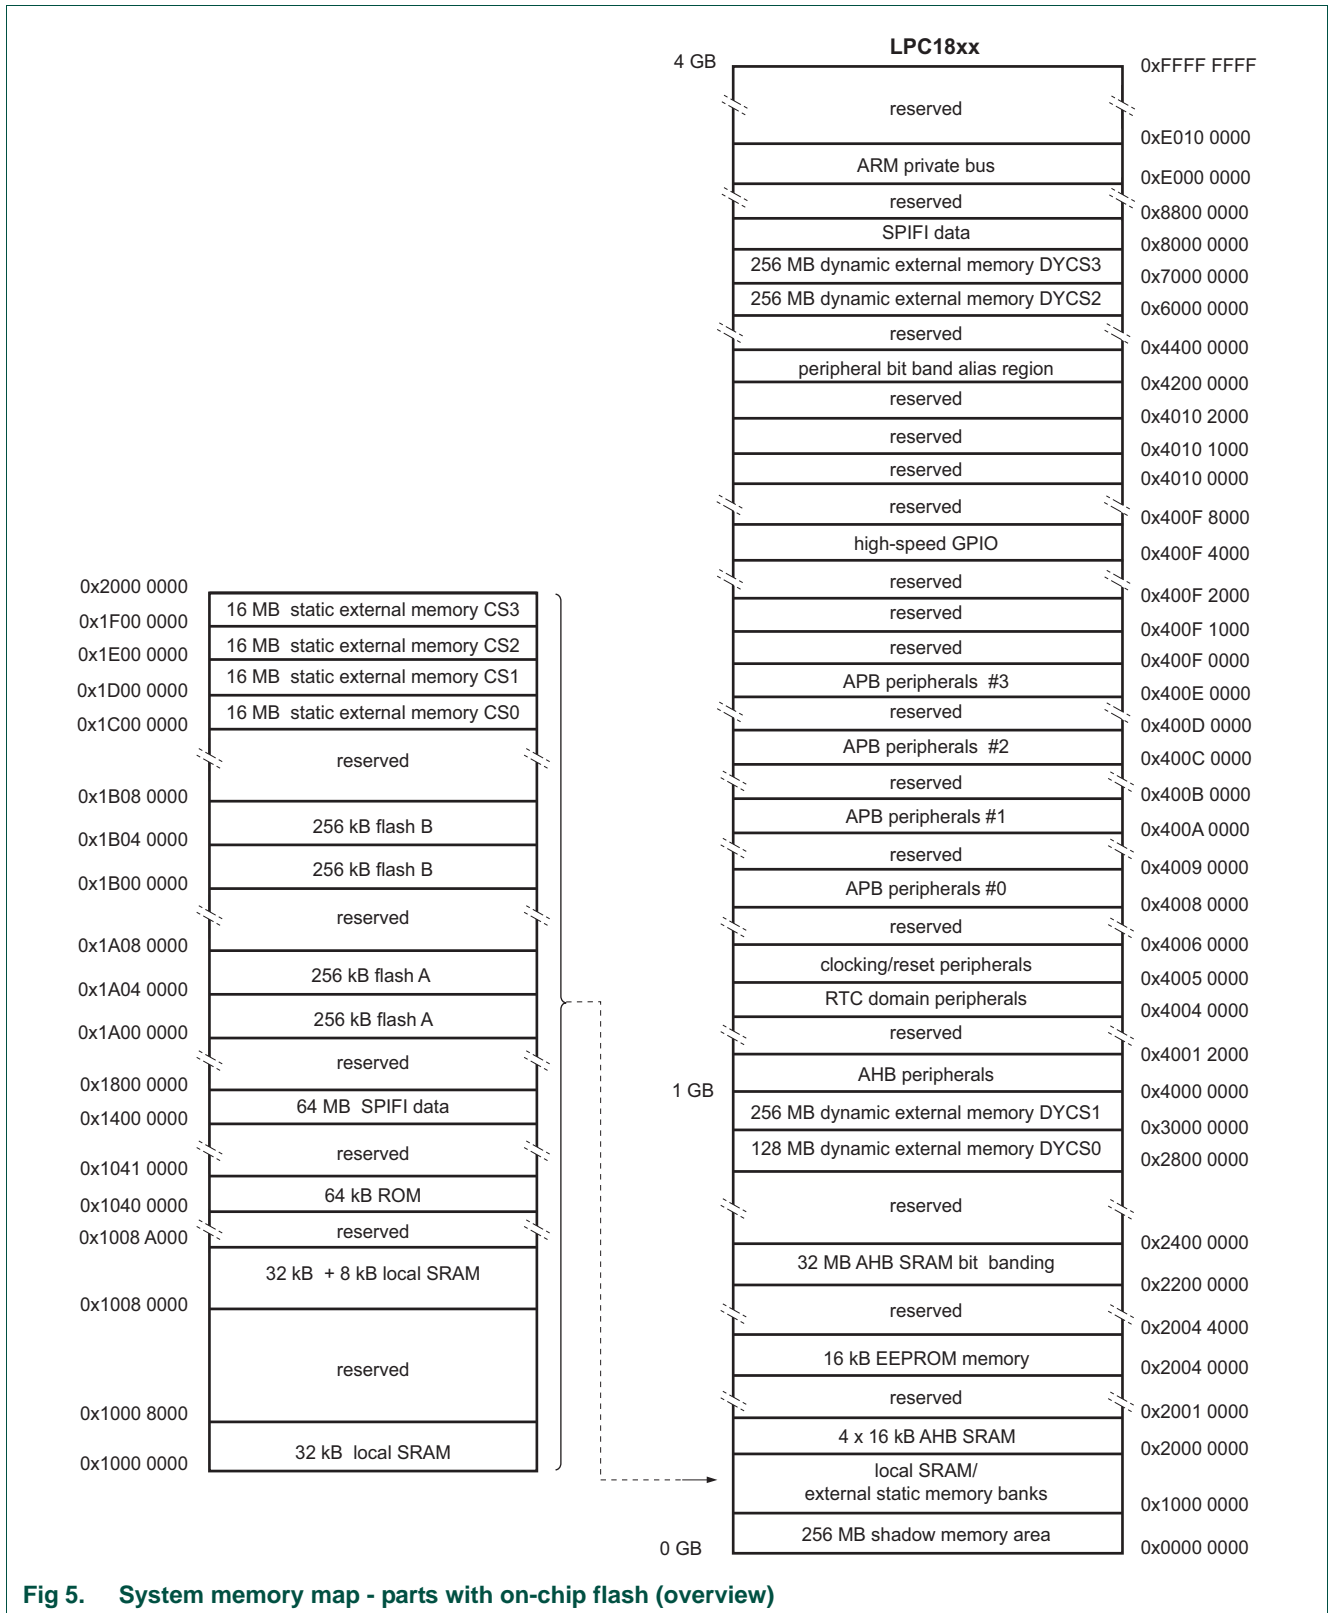 LPC18xx
4 GB
0xFFFF FFFF
reserved
0xE010 0000
ARM private bus
0xE000 0000
reserved
0x8800 0000
SPIFI data
0x8000 0000
256 MB dynamic external memory DYCS3
0x7000 0000
256 MB dynamic external memory DYCS2
0x6000 0000
reserved
0x4400 0000
peripheral bit band alias region
0x4200 0000
reserved
0x4010 2000
reserved
0x4010 1000
reserved
0x4010 0000
reserved
0x400F 8000
high-speed GPIO
0x400F 4000
reserved
0x400F 2000
reserved
0x400F 1000
reserved
0x400F 0000
APB peripherals #3
0x400E 0000
reserved
0x400D 0000
APB peripherals #2
0x400C 0000
reserved
0x400B 0000
APB peripherals #1
0x400A 0000
reserved
0x4009 0000
APB peripherals #0
0x4008 0000
reserved
0x4006 0000
clocking/reset peripherals
0x4005 0000
RTC domain peripherals
0x4004 0000
reserved
0x4001 2000
AHB peripherals
1 GB
0x4000 0000
256 MB dynamic external memory DYCS1
0x3000 0000
128 MB dynamic external memory DYCS0
0x2800 0000
reserved
0x2400 0000
32 MB AHB SRAM bit banding
0x2200 0000
reserved
0x2004 4000
16 kB EEPROM memory
0x2004 0000
reserved
0x2001 0000
4 x 16 kB AHB SRAM
0x2000 0000
local SRAM/
external static memory banks
0x1000 0000
256 MB shadow memory area
0 GB
0x0000 0000
0x2000 0000
16 MB static external memory CS3
0x1F00 0000
16 MB static external memory CS2
0x1E00 0000
16 MB static external memory CS1
0x1D00 0000
16 MB static external memory CS0
0x1C00 0000
reserved
0x1B08 0000
256 kB flash B
0x1B04 0000
256 kB flash B
0x1B00 0000
reserved
0x1A08 0000
256 kB flash A
0x1A04 0000
256 kB flash A
0x1A00 0000
reserved
0x1800 0000
64 MB SPIFI data
0x1400 0000
reserved
0x1041 0000
64 kB ROM
0x1040 0000
reserved
0x1008 A000
32 kB + 8 kB local SRAM
0x1008 0000
reserved
0x1000 8000
32 kB local SRAM
0x1000 0000
Fig 5. System memory map - parts with on-chip flash (overview)